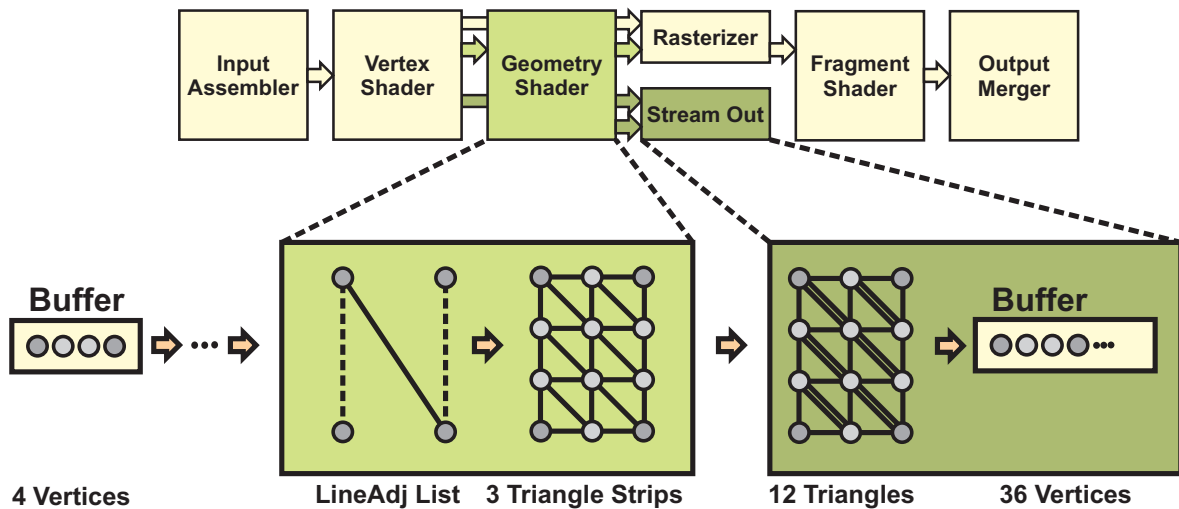 Input
Assembler
Vertex
Shader
Geometry
Shader
Rasterizer
Stream Out
Fragment
Shader
Output
Merger
Buffer
Buffer
4 Vertices
LineAdj List
3 Triangle Strips
12 Triangles
36 Vertices